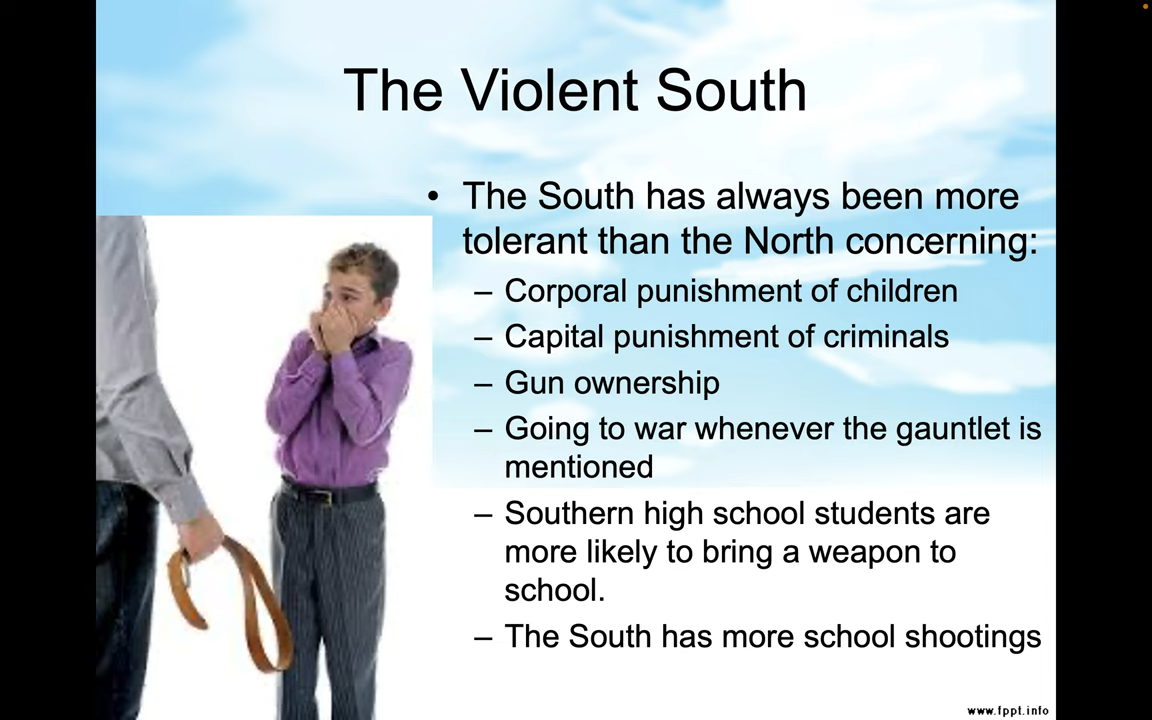 The Violent South
• The South has always been more
tolerant than the North concerning:
– Corporal punishment of children
– Capital punishment of criminals
– Gun ownership
– Going to war whenever the gauntlet is
mentioned
– Southern high school students are
more likely to bring a weapon to
school.
– The South has more school shootings
www.fppt.info